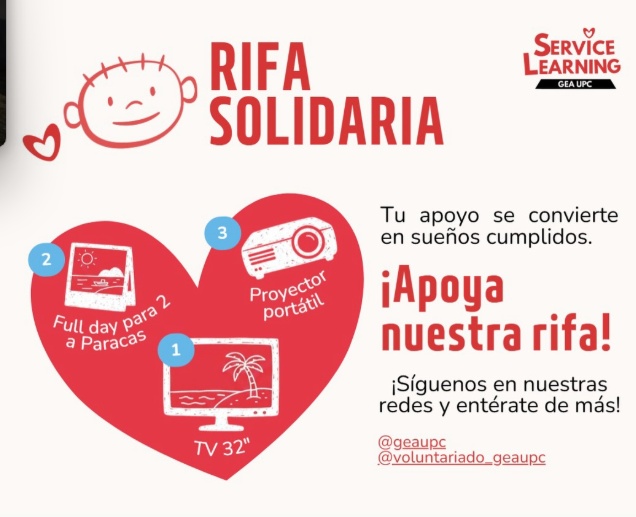 RIFA
SOLIDARIA
SERVICE
LEARNING
GEA UPC
2
Full day para 2
a Paracas
3
Proyector
portátil
1
TV 32"
Tu apoyo se convierte
en sueños cumplidos.
¡Apoya
nuestra rifa!
¡Síguenos en nuestras
redes y entérate de más!
@geaupc
@voluntariado_geaupc